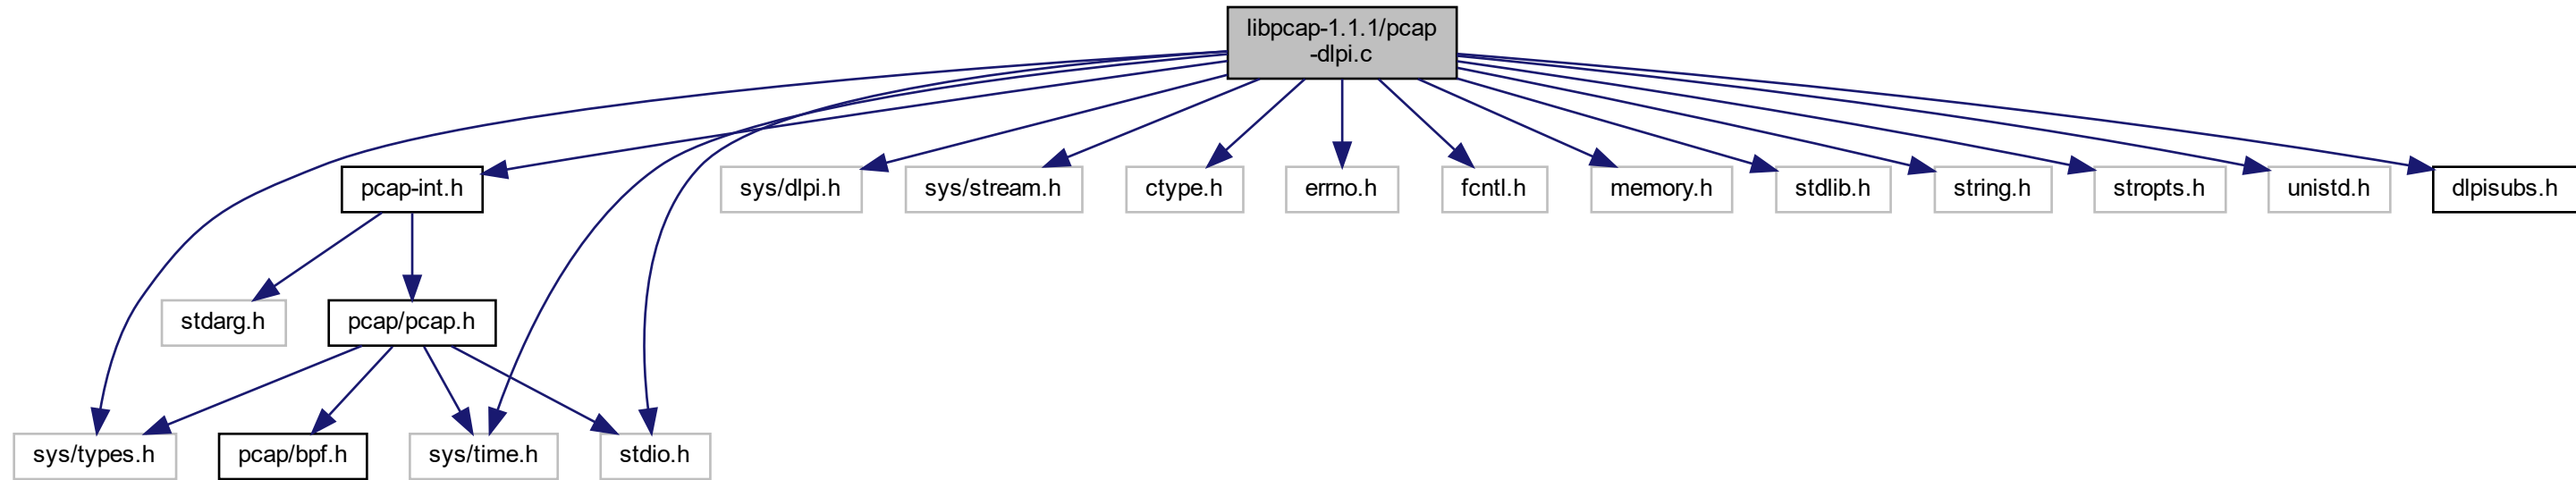 libpcap-1.1.1/pcap
-dlpi.c
pcap-int.h
sys/dlpi.h
sys/stream.h
ctype.h
errno.h
fcntl.h
memory.h
stdlib.h
string.h
stropts.h
unistd.h
dlpisubs.h
stdarg.h
pcap/pcap.h
sys/types.h
pcap/bpf.h
sys/time.h
stdio.h